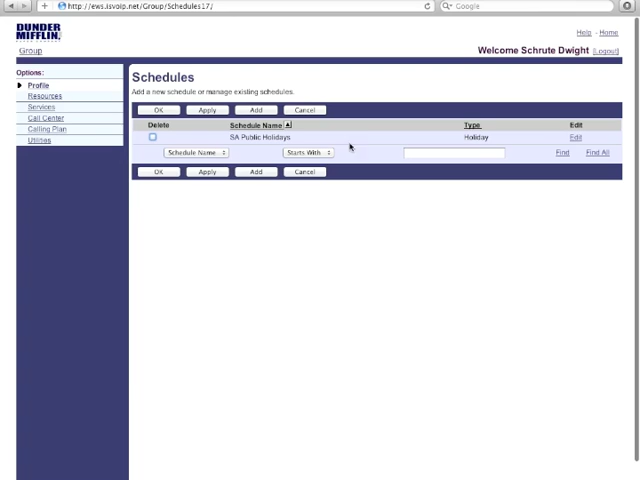 http://ews.isvoip.net/Group/Schedules17/
Google
DUNDER
MIFFLIN,
Help - Home
Group
Welcome Schrute Dwight [Logout]
Options:
Profile
Resources
Services
Call Center
Calling Plan
Utilities
Schedules
Add a new schedule or manage existing schedules.
OK Apply Add Cancel
Delete Schedule Name Type Edit
SA Public Holidays Holiday Edit
Schedule Name Starts With Find Find All
OK Apply Add Cancel